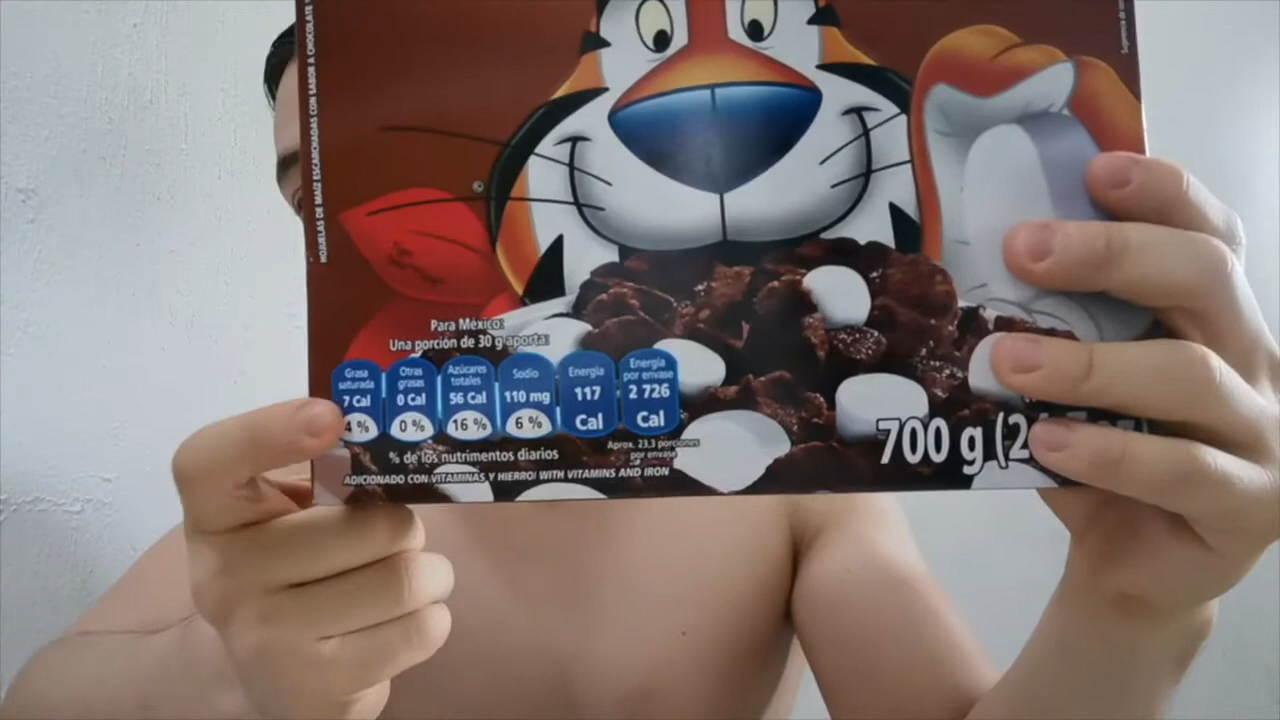 HOJUELAS DE MAÍZ ESCARCHADAS CON SABOR A CHOCOLATE
©
Para México:
Una porción de 30 g aporta:
Grasa saturada
7 Cal
4 %
Otras grasas
0 Cal
0 %
Azúcares totales
56 Cal
16 %
Sodio
110 mg
6 %
Energía
117
Cal
Energía por envase
2 726
Cal
Aprox. 23,3 porciones
por envase
% de los nutrimentos diarios
ADICIONADO CON VITAMINAS Y HIERRO/ WITH VITAMINS AND IRON
700 g (2